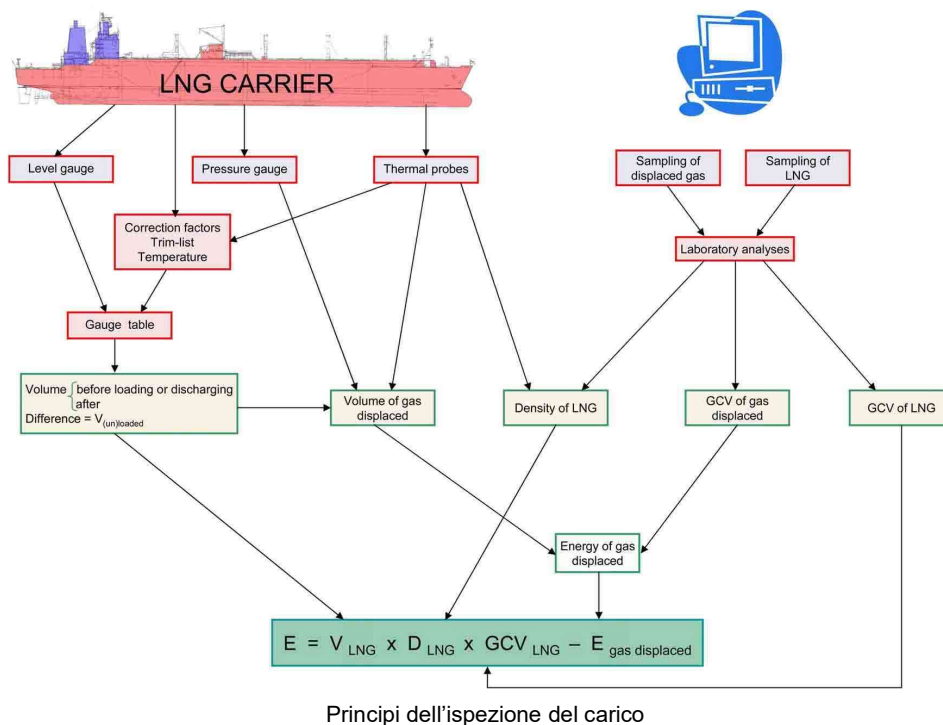 LNG CARRIER
Level gauge
Pressure gauge
Thermal probes
Sampling of
displaced gas
Sampling of
LNG
Correction factors
Trim-list
Temperature
Laboratory analyses
Gauge table
Volume { before loading or discharging
after
Difference = V(un)loaded
Volume of gas
displaced
Density of LNG
GCV of gas
displaced
GCV of LNG
Energy of gas
displaced
E = V LNG x D LNG x GCV LNG – E gas displaced
Principi dell'ispezione del carico